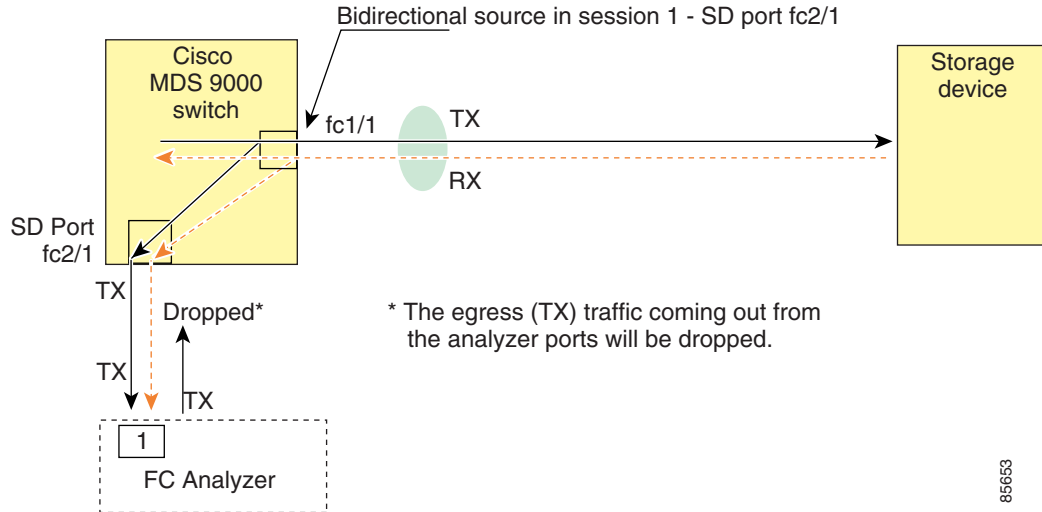 Bidirectional source in session 1 - SD port fc2/1
Cisco
MDS 9000
switch
Storage
device
fc1/1
TX
RX
SD Port
fc2/1
TX
Dropped*
* The egress (TX) traffic coming out from
the analyzer ports will be dropped.
TX
TX
1
FC Analyzer
85653